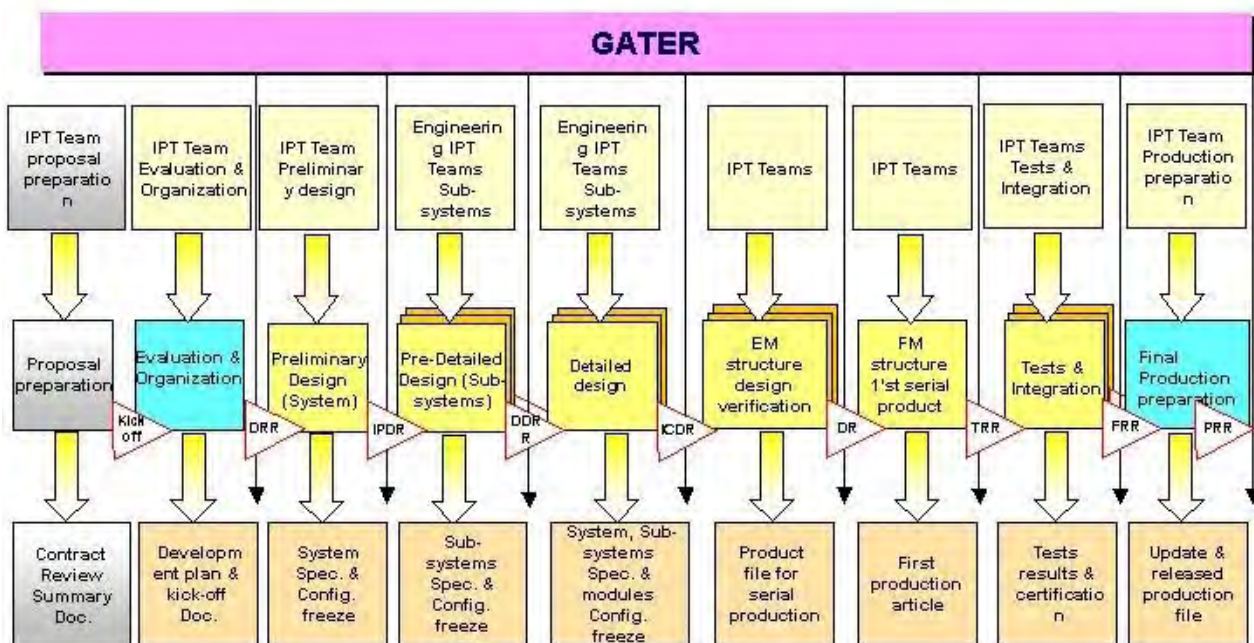 GATER
IPT Team
proposal
preparatio
n
IPT Team
Evaluation &
Organization
IPT Team
Preliminar
y design
Engineerin
g IPT
Teams
Sub-
systems
Engineerin
g IPT
Teams
Sub-
systems
IPT Teams
IPT Teams
IPT Teams
Tests &
Integration
IPT Team
Production
preparatio
n
Proposal
preparation
Evaluation &
Organization
Preliminary
Design
(System)
Pre-Detailed
Design (Sub-
systems)
Detailed
design
EM
structure
design
verification
FM
structure
1'st serial
product
Tests &
Integration
Final
Production
preparation
Kick
off
DRR
IPDR
DDR
R
ICDR
DR
TRR
FRR
PRR
Contract
Review
Summary
Doc.
Developm
ent plan &
kick-off
Doc.
System
Spec. &
Config.
freeze
Sub-
systems
Spec. &
Config.
freeze
System, Sub-
systems
Spec. &
modules
Config.
freeze
Product
file for
serial
production
First
production
article
Tests
results &
certificatio
n
Update &
released
production
file